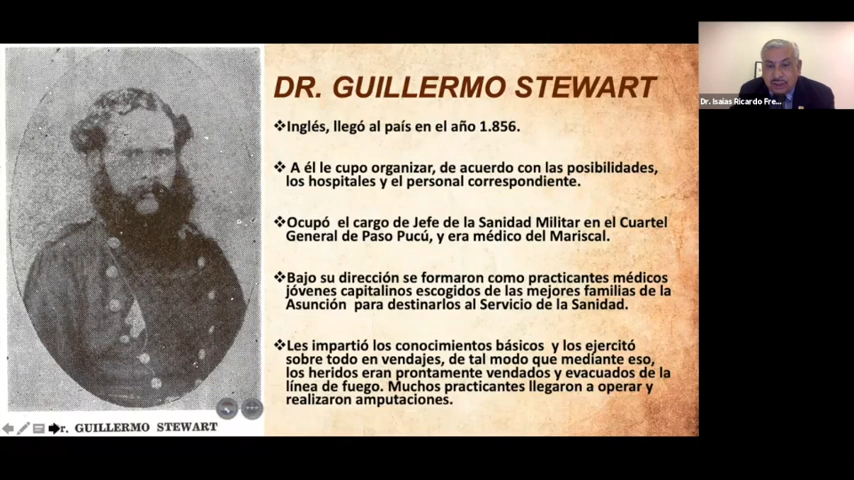 DR. GUILLERMO STEWART
❖Inglés, llegó al país en el año 1.856.
❖ A él le cupo organizar, de acuerdo con las posibilidades,
los hospitales y el personal correspondiente.
❖Ocupó el cargo de Jefe de la Sanidad Militar en el Cuartel
General de Paso Pucú, y era médico del Mariscal.
❖Bajo su dirección se formaron como practicantes médicos
jóvenes capitalinos escogidos de las mejores familias de la
Asunción para destinarlos al Servicio de la Sanidad.
❖Les impartió los conocimientos básicos y los ejercitó
sobre todo en vendajes, de tal modo que mediante eso,
los heridos eran prontamente vendados y evacuados de la
línea de fuego. Muchos practicantes llegaron a operar y
realizaron amputaciones.
r. GUILLERMO STEWART
Dr. Isaias Ricardo Fre...